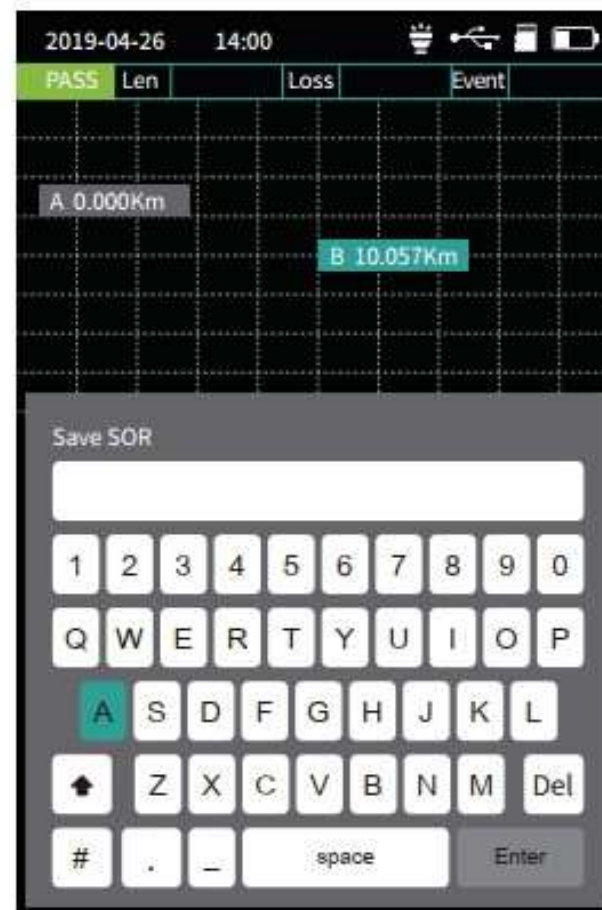 2019-04-26 14:00
PASS Len Loss Event
A 0.000Km
B 10.057Km
Save SOR
1 2 3 4 5 6 7 8 9 0
Q W E R T Y U I O P
A S D F G H J K L
Z X C V B N M Del
# . _ space Enter